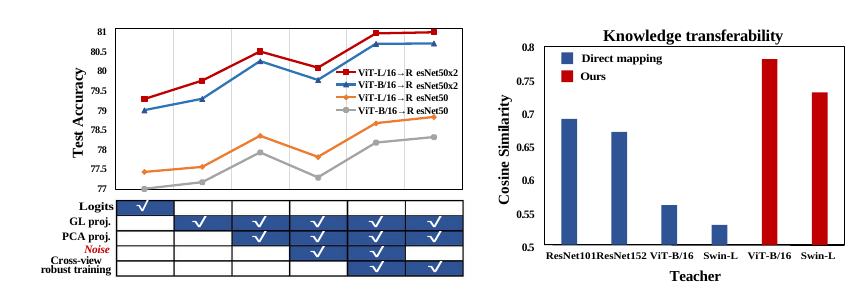 81
80.5
80
79.5
79
78.5
78
77.5
77
Test Accuracy
ViT-L/16→R esNet50x2
ViT-B/16→R esNet50x2
ViT-L/16→R esNet50
ViT-B/16→R esNet50
Logits
GL proj.
PCA proj.
Noise
Cross-view
robust training
Knowledge transferability
0.8
0.75
0.7
0.65
0.6
0.55
0.5
Cosine Similarity
Direct mapping
Ours
ResNet101 ResNet152 ViT-B/16 Swin-L ViT-B/16 Swin-L
Teacher